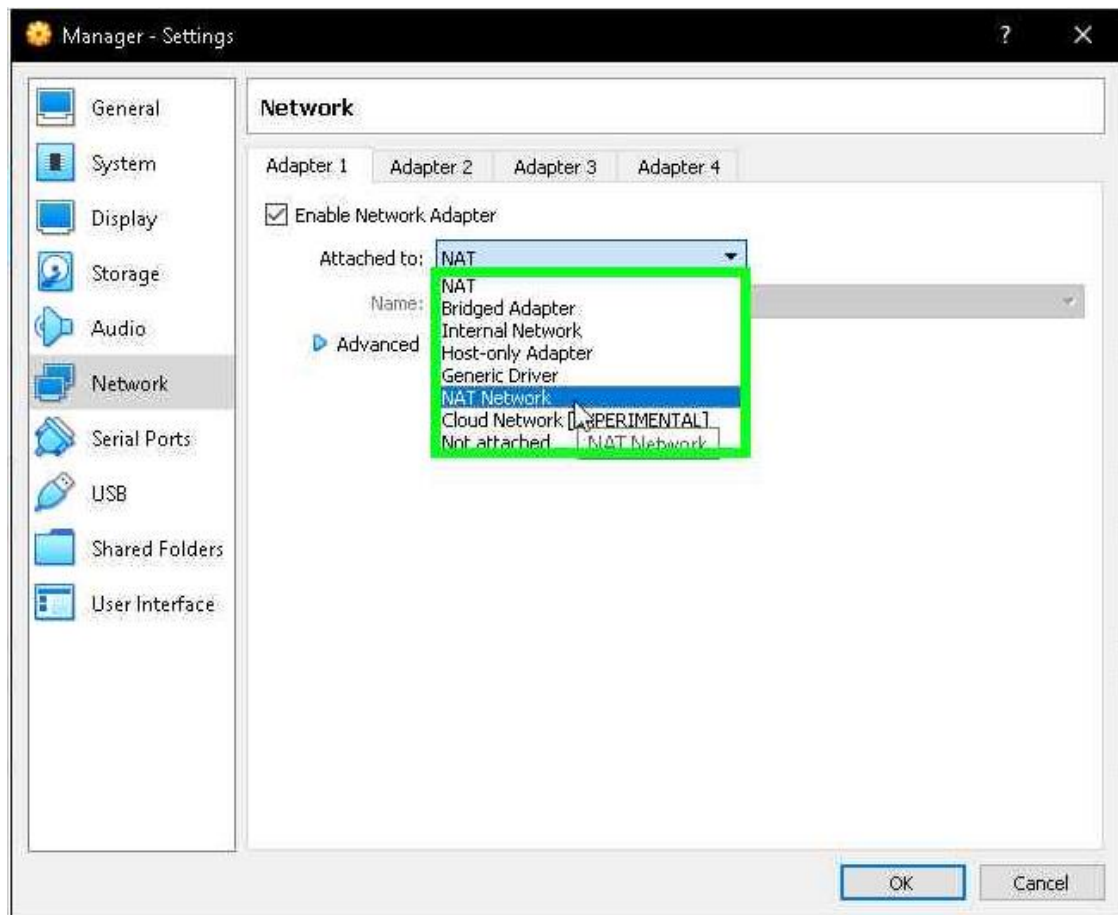 Manager - Settings
?
General
System
Display
Storage
Audio
Network
Serial Ports
USB
Shared Folders
User Interface
Network
Adapter 1 Adapter 2 Adapter 3 Adapter 4
Enable Network Adapter
Attached to: NAT
Name:
Advanced
NAT
Bridged Adapter
Internal Network
Host-only Adapter
Generic Driver
NAT Network
Cloud Network [EXPERIMENTAL]
Not attached
NAT Network
OK Cancel